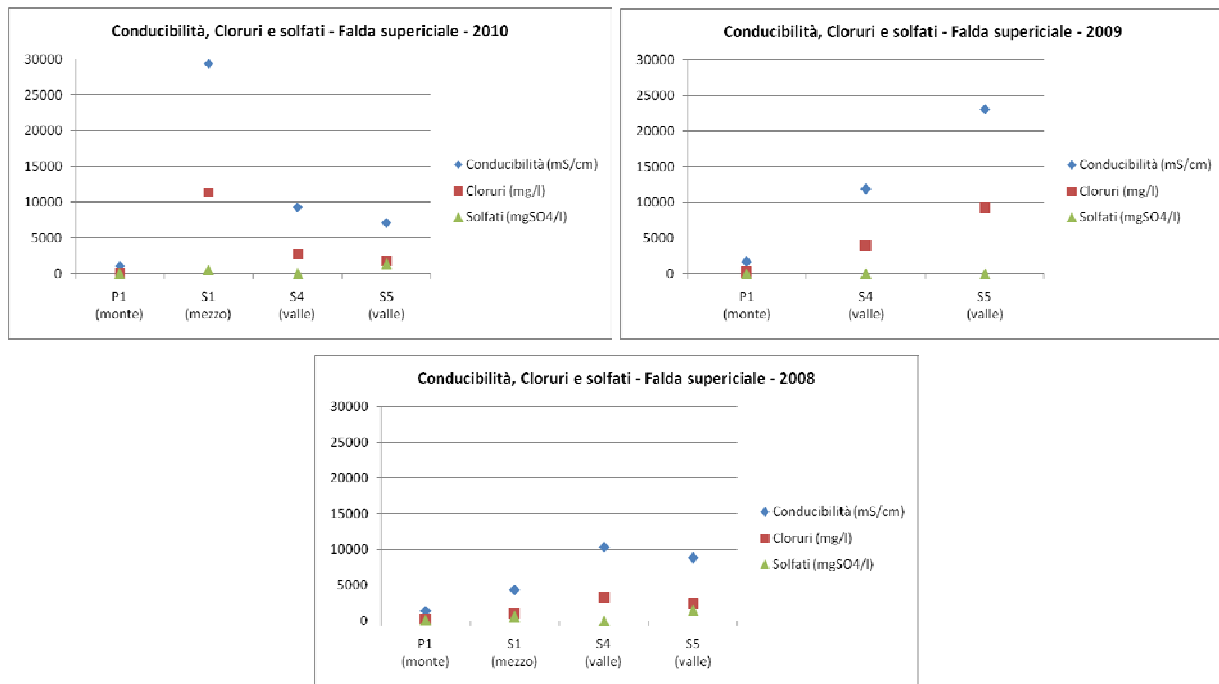 Conducibilità, Cloruri e solfati - Falda supericiale - 2010
30000
25000
20000
15000
10000
5000
0
P1
(monte)
S1
(mezzo)
S4
(valle)
S5
(valle)
Conducibilità (mS/cm)
Cloruri (mg/l)
Solfati (mgSO4/l)
Conducibilità, Cloruri e solfati - Falda supericiale - 2009
30000
25000
20000
15000
10000
5000
0
P1
(monte)
S4
(valle)
S5
(valle)
Conducibilità (mS/cm)
Cloruri (mg/l)
Solfati (mgSO4/l)
Conducibilità, Cloruri e solfati - Falda supericiale - 2008
30000
25000
20000
15000
10000
5000
0
P1
(monte)
S1
(mezzo)
S4
(valle)
S5
(valle)
Conducibilità (mS/cm)
Cloruri (mg/l)
Solfati (mgSO4/l)